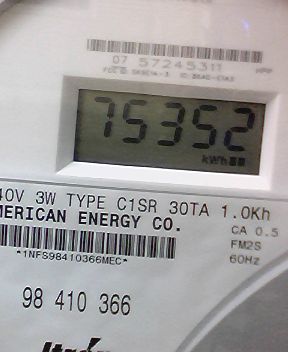 07 57245311
75352
kWh
40V 3W TYPE C1SR 30TA 1.0Kh
MERICAN ENERGY CO.
CA 0.5
FM2S
60Hz
*1NFS98410366MEC*
98 410 366
Itron